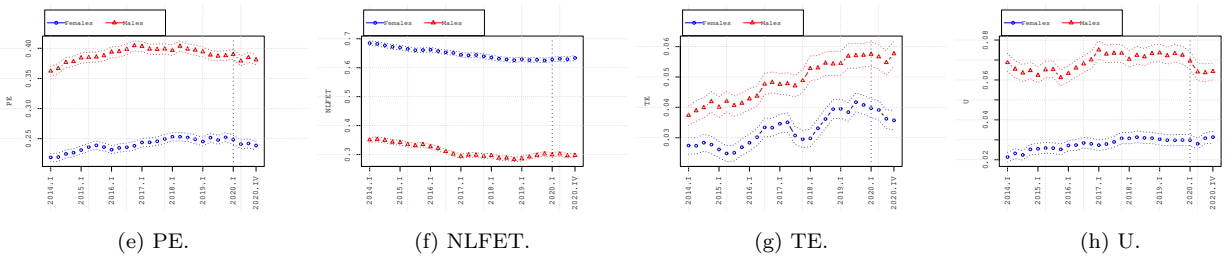 Females Males
PE
0.40
0.35
0.30
0.25
2014.I 2015.I 2016.I 2017.I 2018.I 2019.I 2020.I 2020.IV
(e) PE.
Females Males
NLFET
0.7
0.6
0.5
0.4
0.3
2014.I 2015.I 2016.I 2017.I 2018.I 2019.I 2020.I 2020.IV
(f) NLFET.
Females Males
TE
0.06
0.05
0.04
0.03
2014.I 2015.I 2016.I 2017.I 2018.I 2019.I 2020.I 2020.IV
(g) TE.
Females Males
U
0.08
0.06
0.04
0.02
2014.I 2015.I 2016.I 2017.I 2018.I 2019.I 2020.I 2020.IV
(h) U.